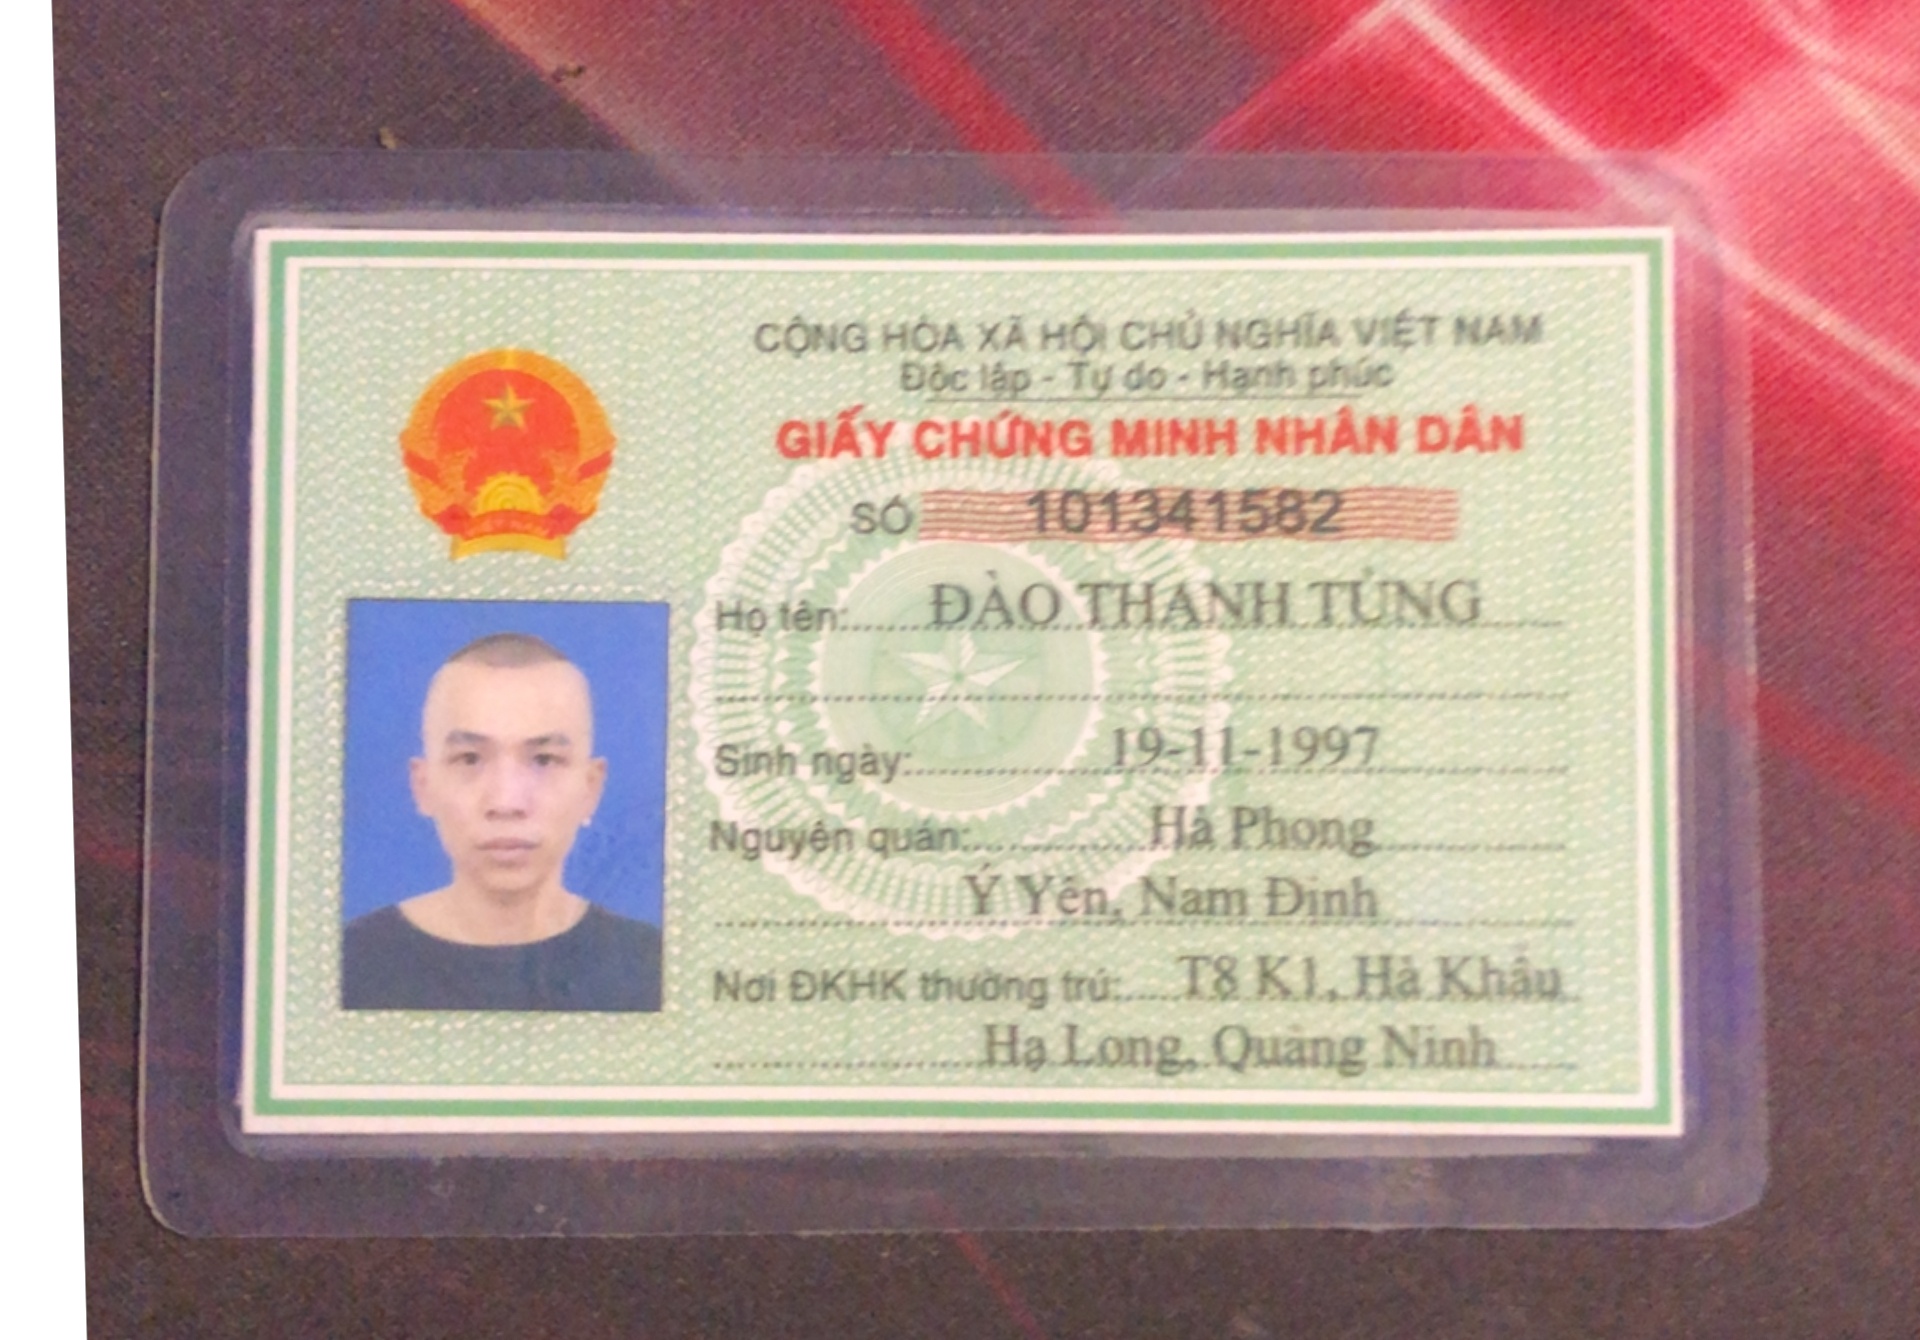 CỘNG HÒA XÃ HỘI CHỦ NGHĨA VIỆT NAM
Độc lập - Tự do - Hạnh phúc
GIẤY CHỨNG MINH NHÂN DÂN
SỐ 101341582
Họ tên: ĐÀO THANH TÙNG
Sinh ngày: 19-11-1997
Nguyên quán: Hà Phong
Ý Yên, Nam Định
Nơi ĐKHK thường trú: T8 K1, Hà Khẩu
Hạ Long, Quảng Ninh